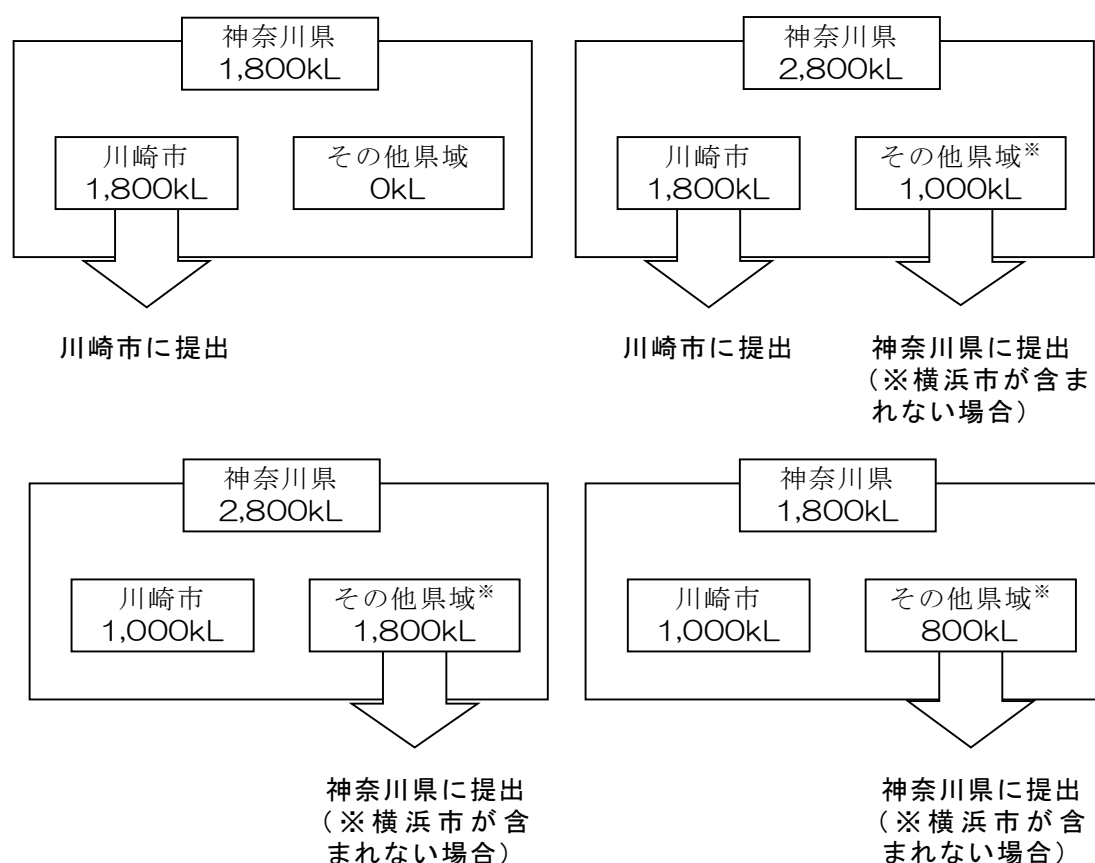 神奈川県
1,800kL
川崎市
1,800kL
その他県域
0kL
川崎市に提出
神奈川県
2,800kL
川崎市
1,800kL
その他県域※
1,000kL
川崎市に提出
神奈川県に提出
(※横浜市が含ま
れない場合)
神奈川県
2,800kL
川崎市
1,000kL
その他県域※
1,800kL
神奈川県に提出
(※横浜市が含
まれない場合)
神奈川県
1,800kL
川崎市
1,000kL
その他県域※
800kL
神奈川県に提出
(※横浜市が含
まれない場合)